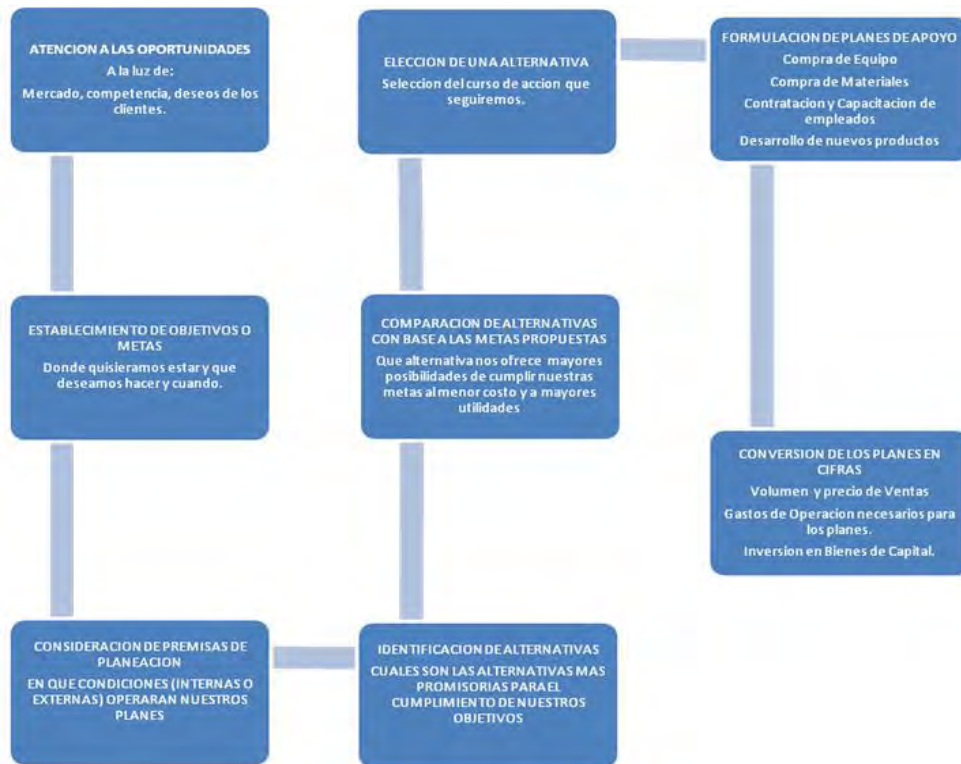 ATENCION A LAS OPORTUNIDADES
A la luz de:
Mercado, competencia, deseos de los
clientes.
ESTABLECIMIENTO DE OBJETIVOS O
METAS
Donde quisieramos estar y que
deseamos hacer y cuando.
CONSIDERACION DE PREMISAS DE
PLANEACION
EN QUE CONDICIONES (INTERNAS O
EXTERNAS) OPERARAN NUESTROS
PLANES
IDENTIFICACION DE ALTERNATIVAS
CUALES SON LAS ALTERNATIVAS MAS
PROMISORIAS PARA EL
CUMPLIMIENTO DE NUESTROS
OBJETIVOS
COMPARACION DE ALTERNATIVAS
CON BASE A LAS METAS PROPUESTAS
Que alternativa nos ofrece mayores
posibilidades de cumplir nuestras
metas al menor costo y a mayores
utilidades
ELECCION DE UNA ALTERNATIVA
Seleccion del curso de accion que
seguiremos.
FORMULACION DE PLANES DE APOYO
Compra de Equipo
Compra de Materiales
Contratacion y Capacitacion de
empleados
Desarrollo de nuevos productos
CONVERSION DE LOS PLANES EN
CIFRAS
Volumen y precio de Ventas
Gastos de Operacion necesarios para
los planes.
Inversion en Bienes de Capital.